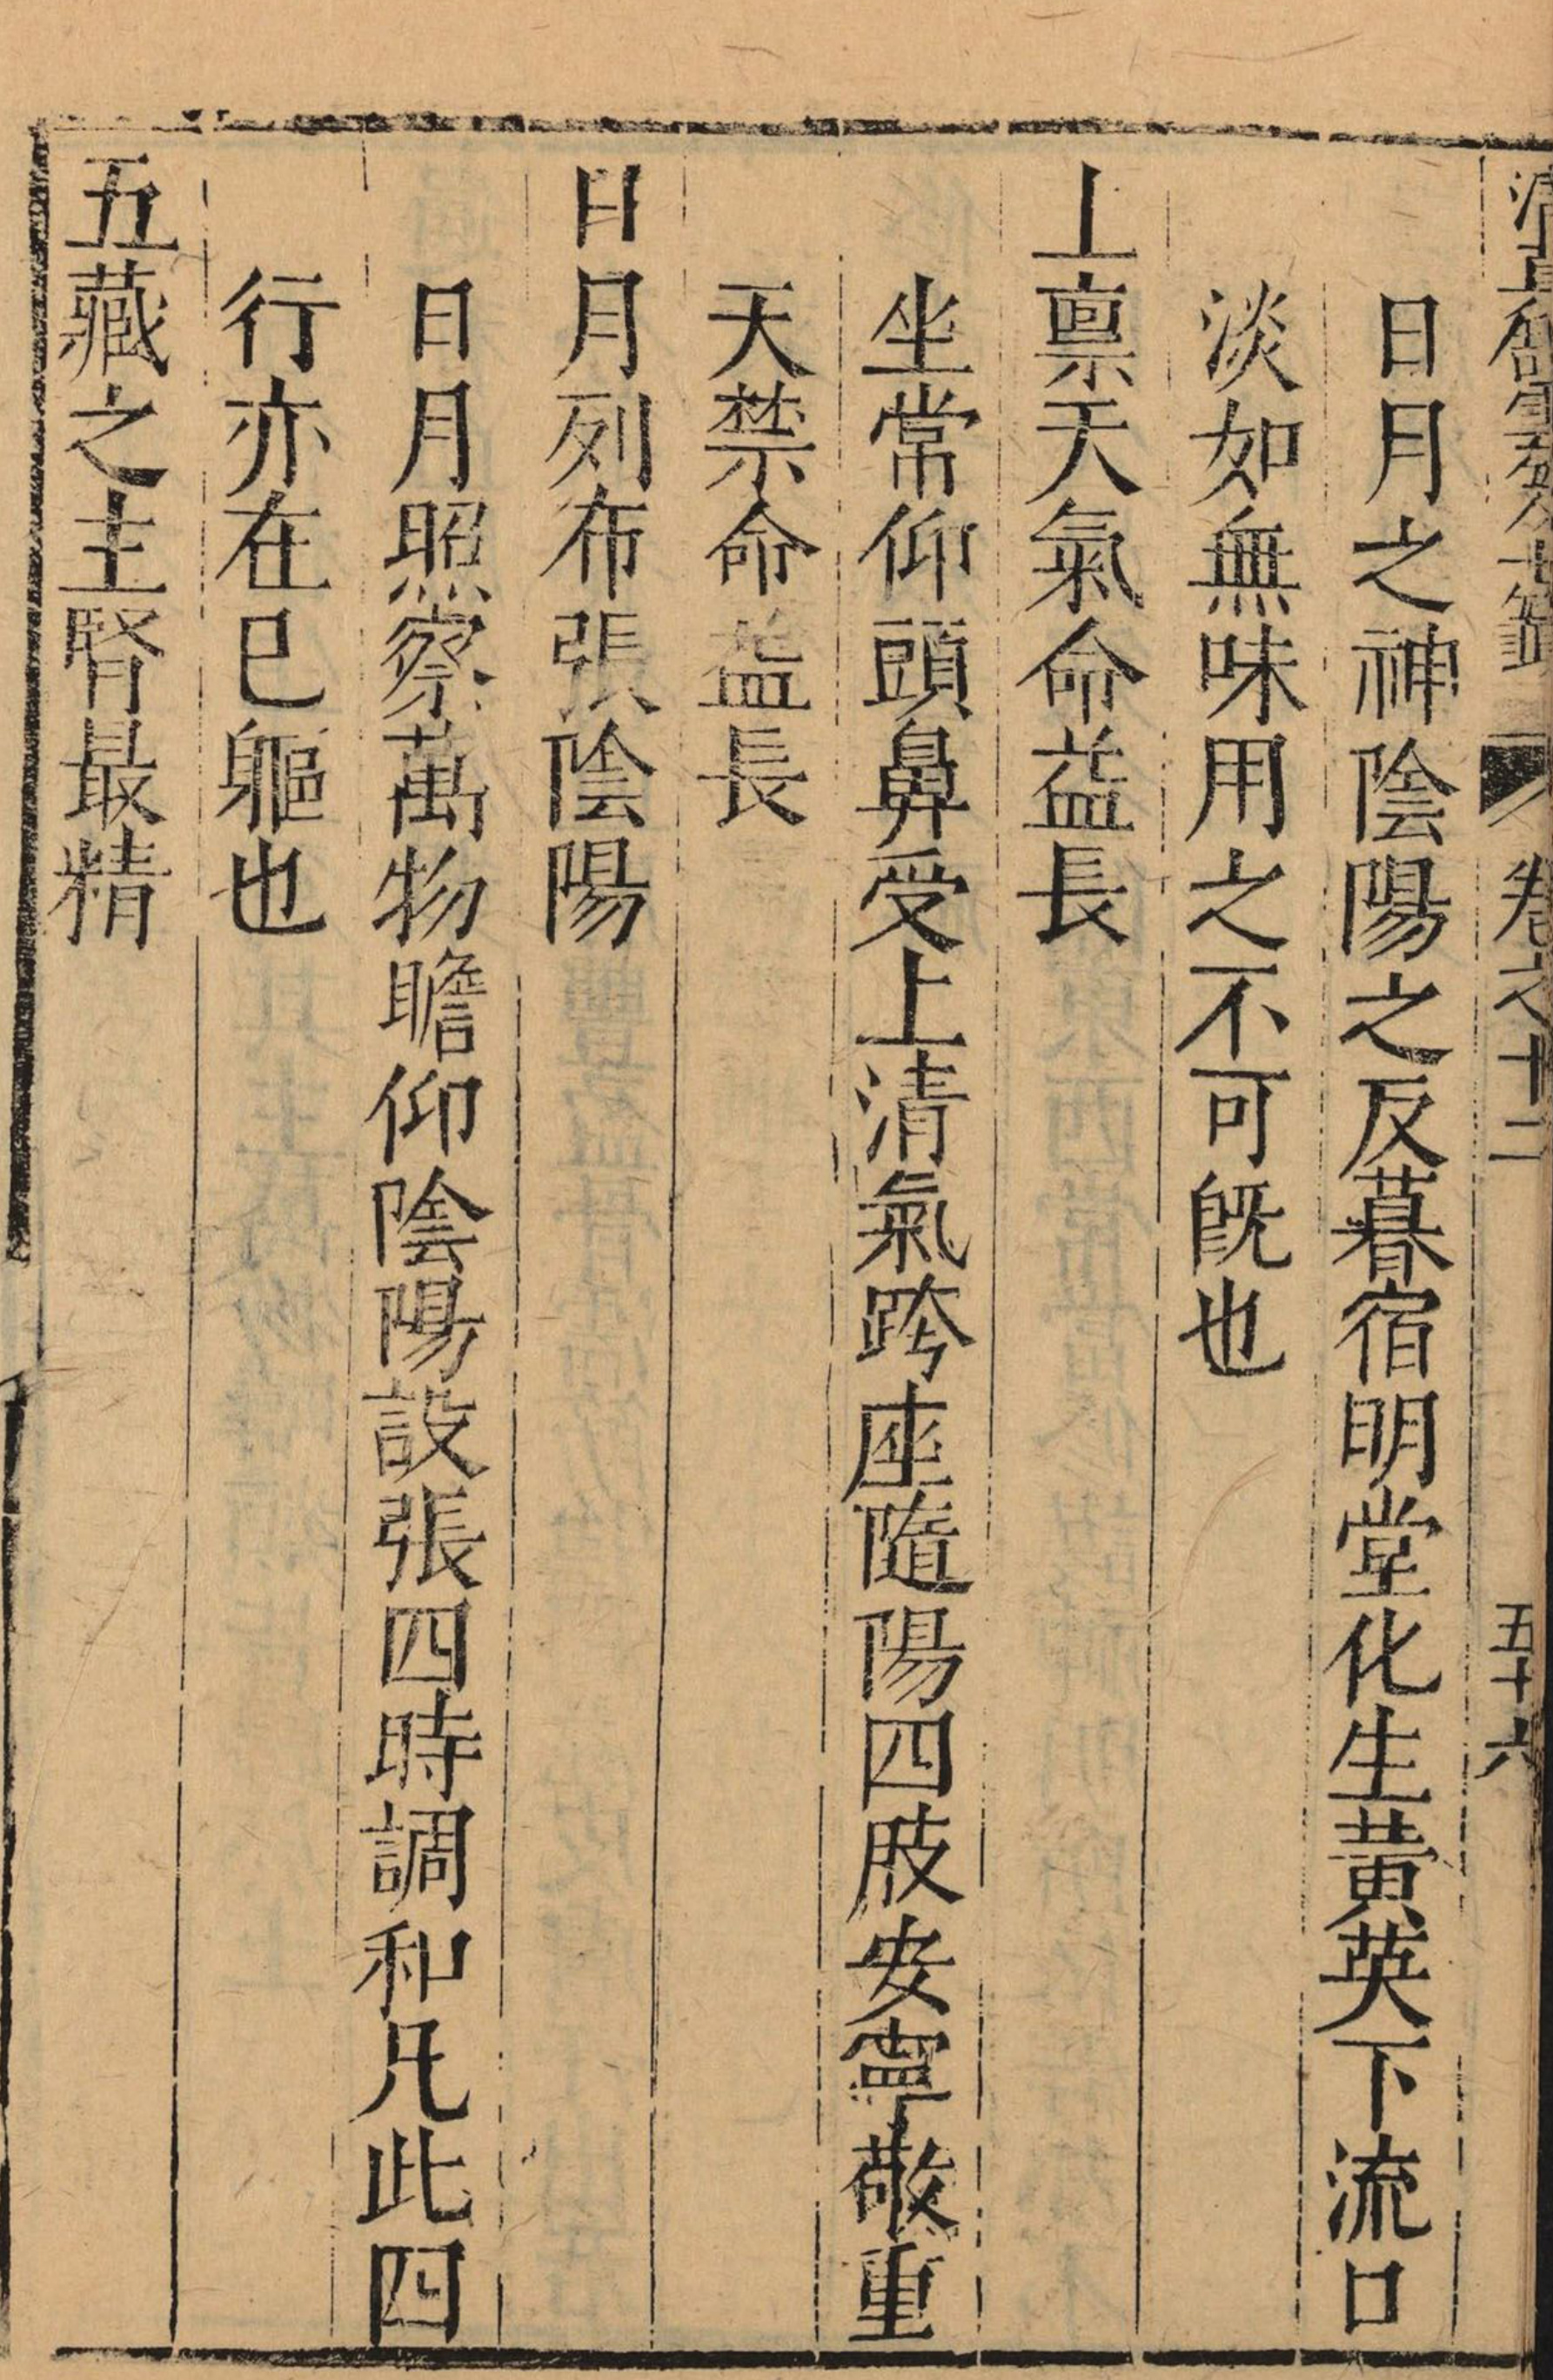 卷之十二 五十六
日月之神陰陽之反暮宿明堂化生黃英下流口
淡如無味用之不可旣也
上禀天氣命益長
坐常仰頭鼻受上清氣跨座隨陽四肢安寧敬重
天禁命益長
日月列布張陰陽
日月照察萬物瞻仰陰陽設張四時調和凡此四
行亦在巳軀也
五藏之主腎最精